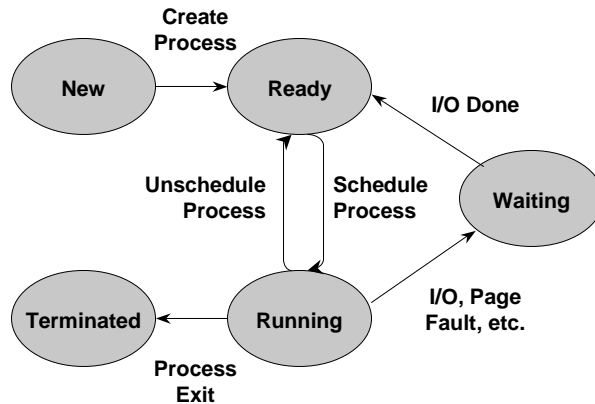 Create
Process
New
Ready
I/O Done
Unschedule
Process
Schedule
Process
Waiting
I/O, Page
Fault, etc.
Terminated
Running
Process
Exit